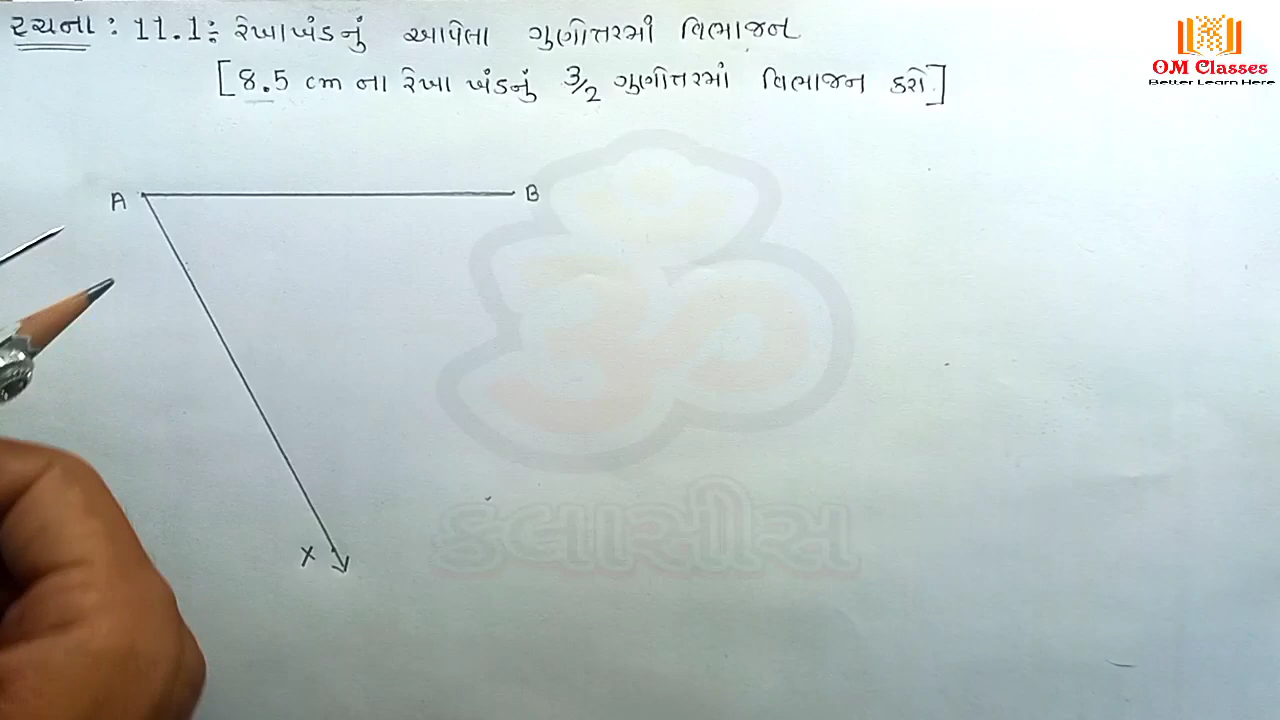 રચના : 11.1 :- રેખાખંડનું આપેલા ગુણોત્તરમાં વિભાજન
[8.5 cm ના રેખા ખંડનું 3/2 ગુણોત્તરમાં વિભાજન કરો.]
OM Classes
Better Learn Here
A B
X
ૐ
કલાસીસ